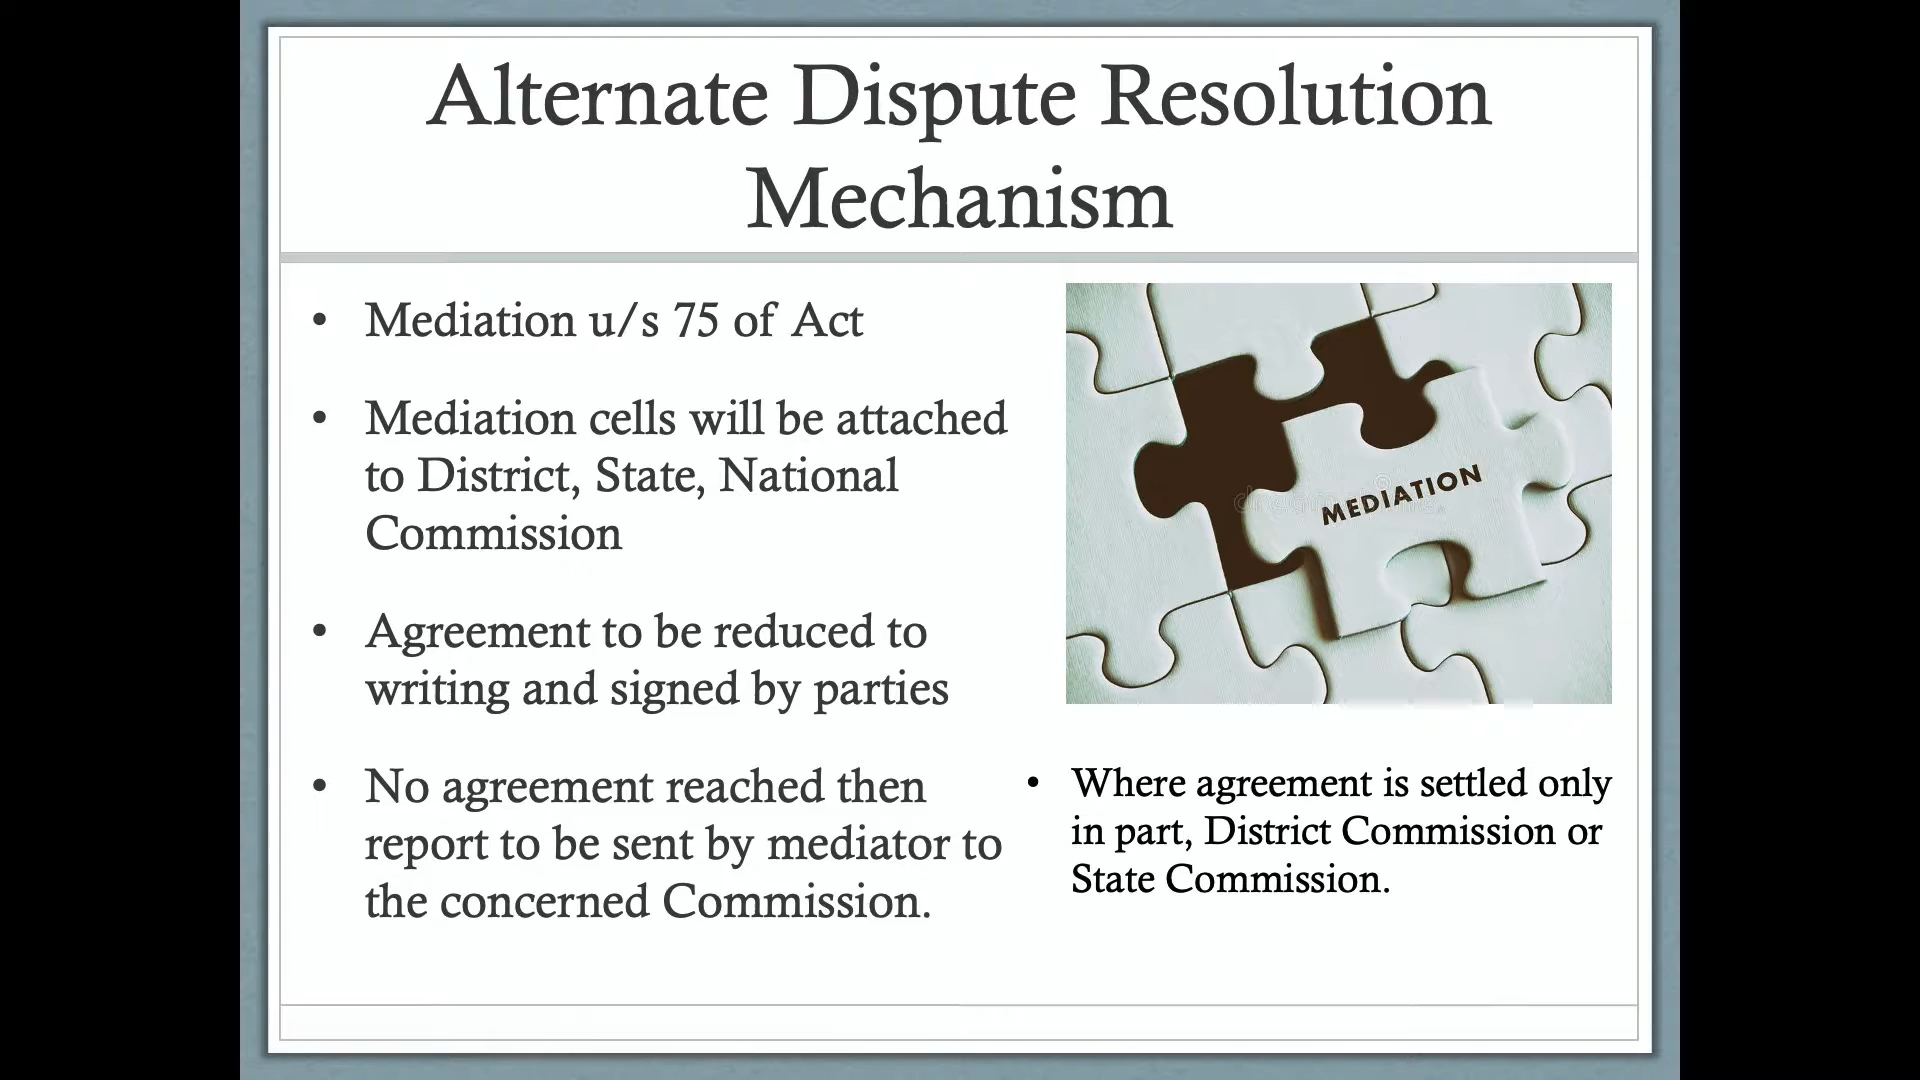 Alternate Dispute Resolution
Mechanism
• Mediation u/s 75 of Act
• Mediation cells will be attached
to District, State, National
Commission
• Agreement to be reduced to
writing and signed by parties
• No agreement reached then
report to be sent by mediator to
the concerned Commission.
MEDIATION
• Where agreement is settled only
in part, District Commission or
State Commission.